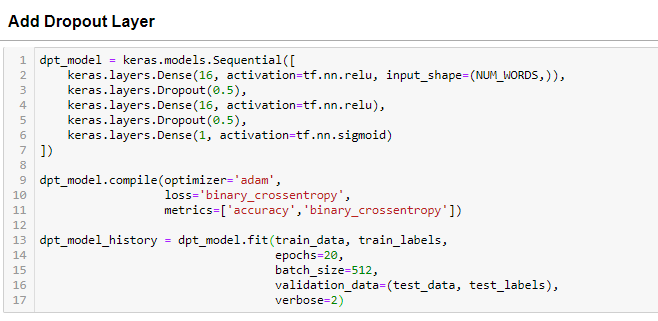 Add Dropout Layer
1 dpt_model = keras.models.Sequential([
2     keras.layers.Dense(16, activation=tf.nn.relu, input_shape=(NUM_WORDS,)),
3     keras.layers.Dropout(0.5),
4     keras.layers.Dense(16, activation=tf.nn.relu),
5     keras.layers.Dropout(0.5),
6     keras.layers.Dense(1, activation=tf.nn.sigmoid)
7 ])
8
9 dpt_model.compile(optimizer='adam',
10                   loss='binary_crossentropy',
11                   metrics=['accuracy','binary_crossentropy'])
12
13 dpt_model_history = dpt_model.fit(train_data, train_labels,
14                                   epochs=20,
15                                   batch_size=512,
16                                   validation_data=(test_data, test_labels),
17                                   verbose=2)